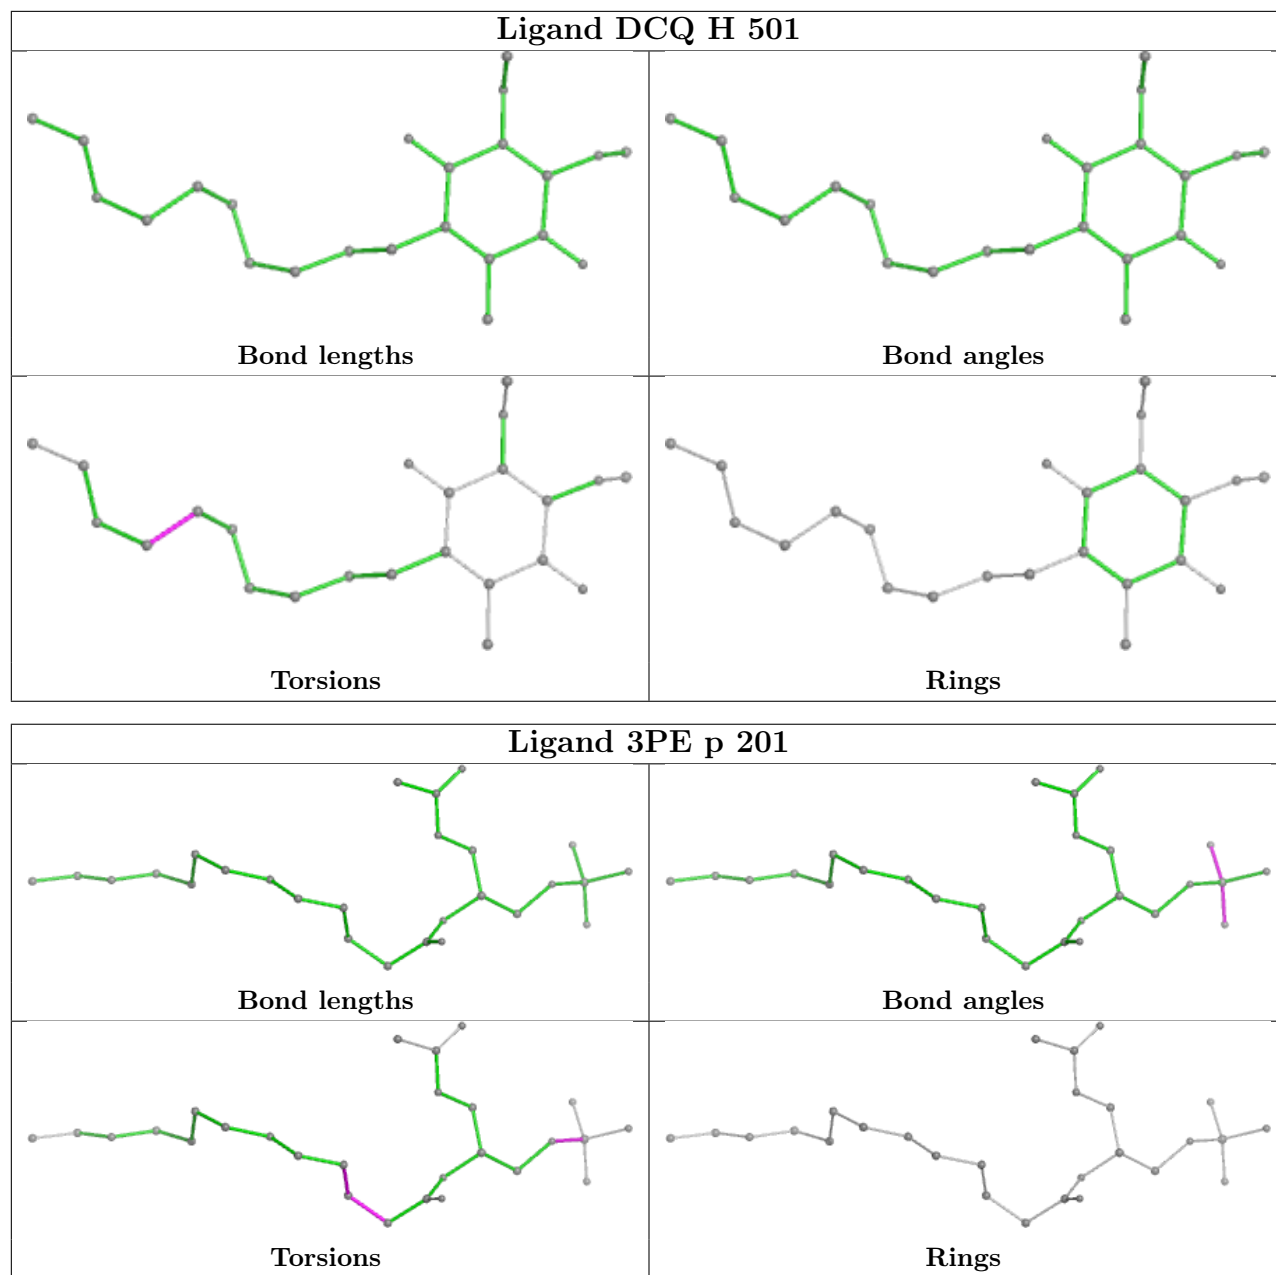 Ligand DCQ H 501
Bond lengths
Bond angles
Torsions
Rings
Ligand 3PE p 201
Bond lengths
Bond angles
Torsions
Rings